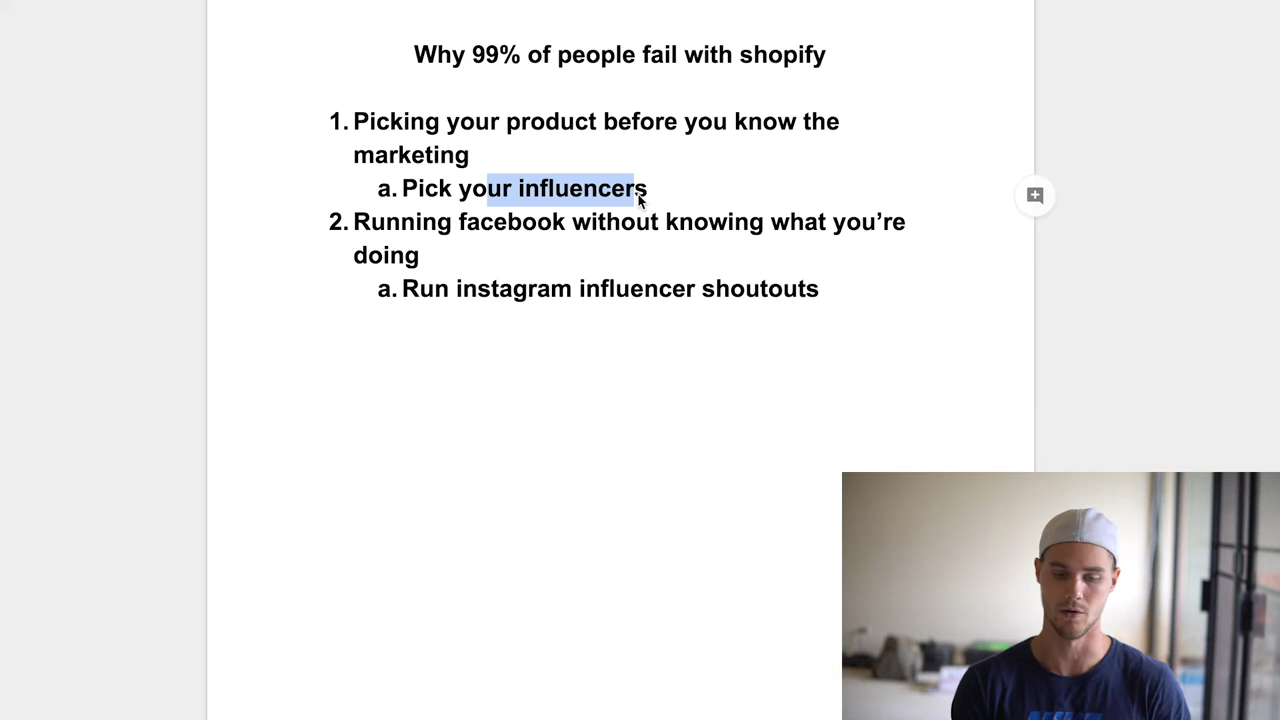 Why 99% of people fail with shopify
1. Picking your product before you know the
marketing
a. Pick your influencers
2. Running facebook without knowing what you’re
doing
a. Run instagram influencer shoutouts